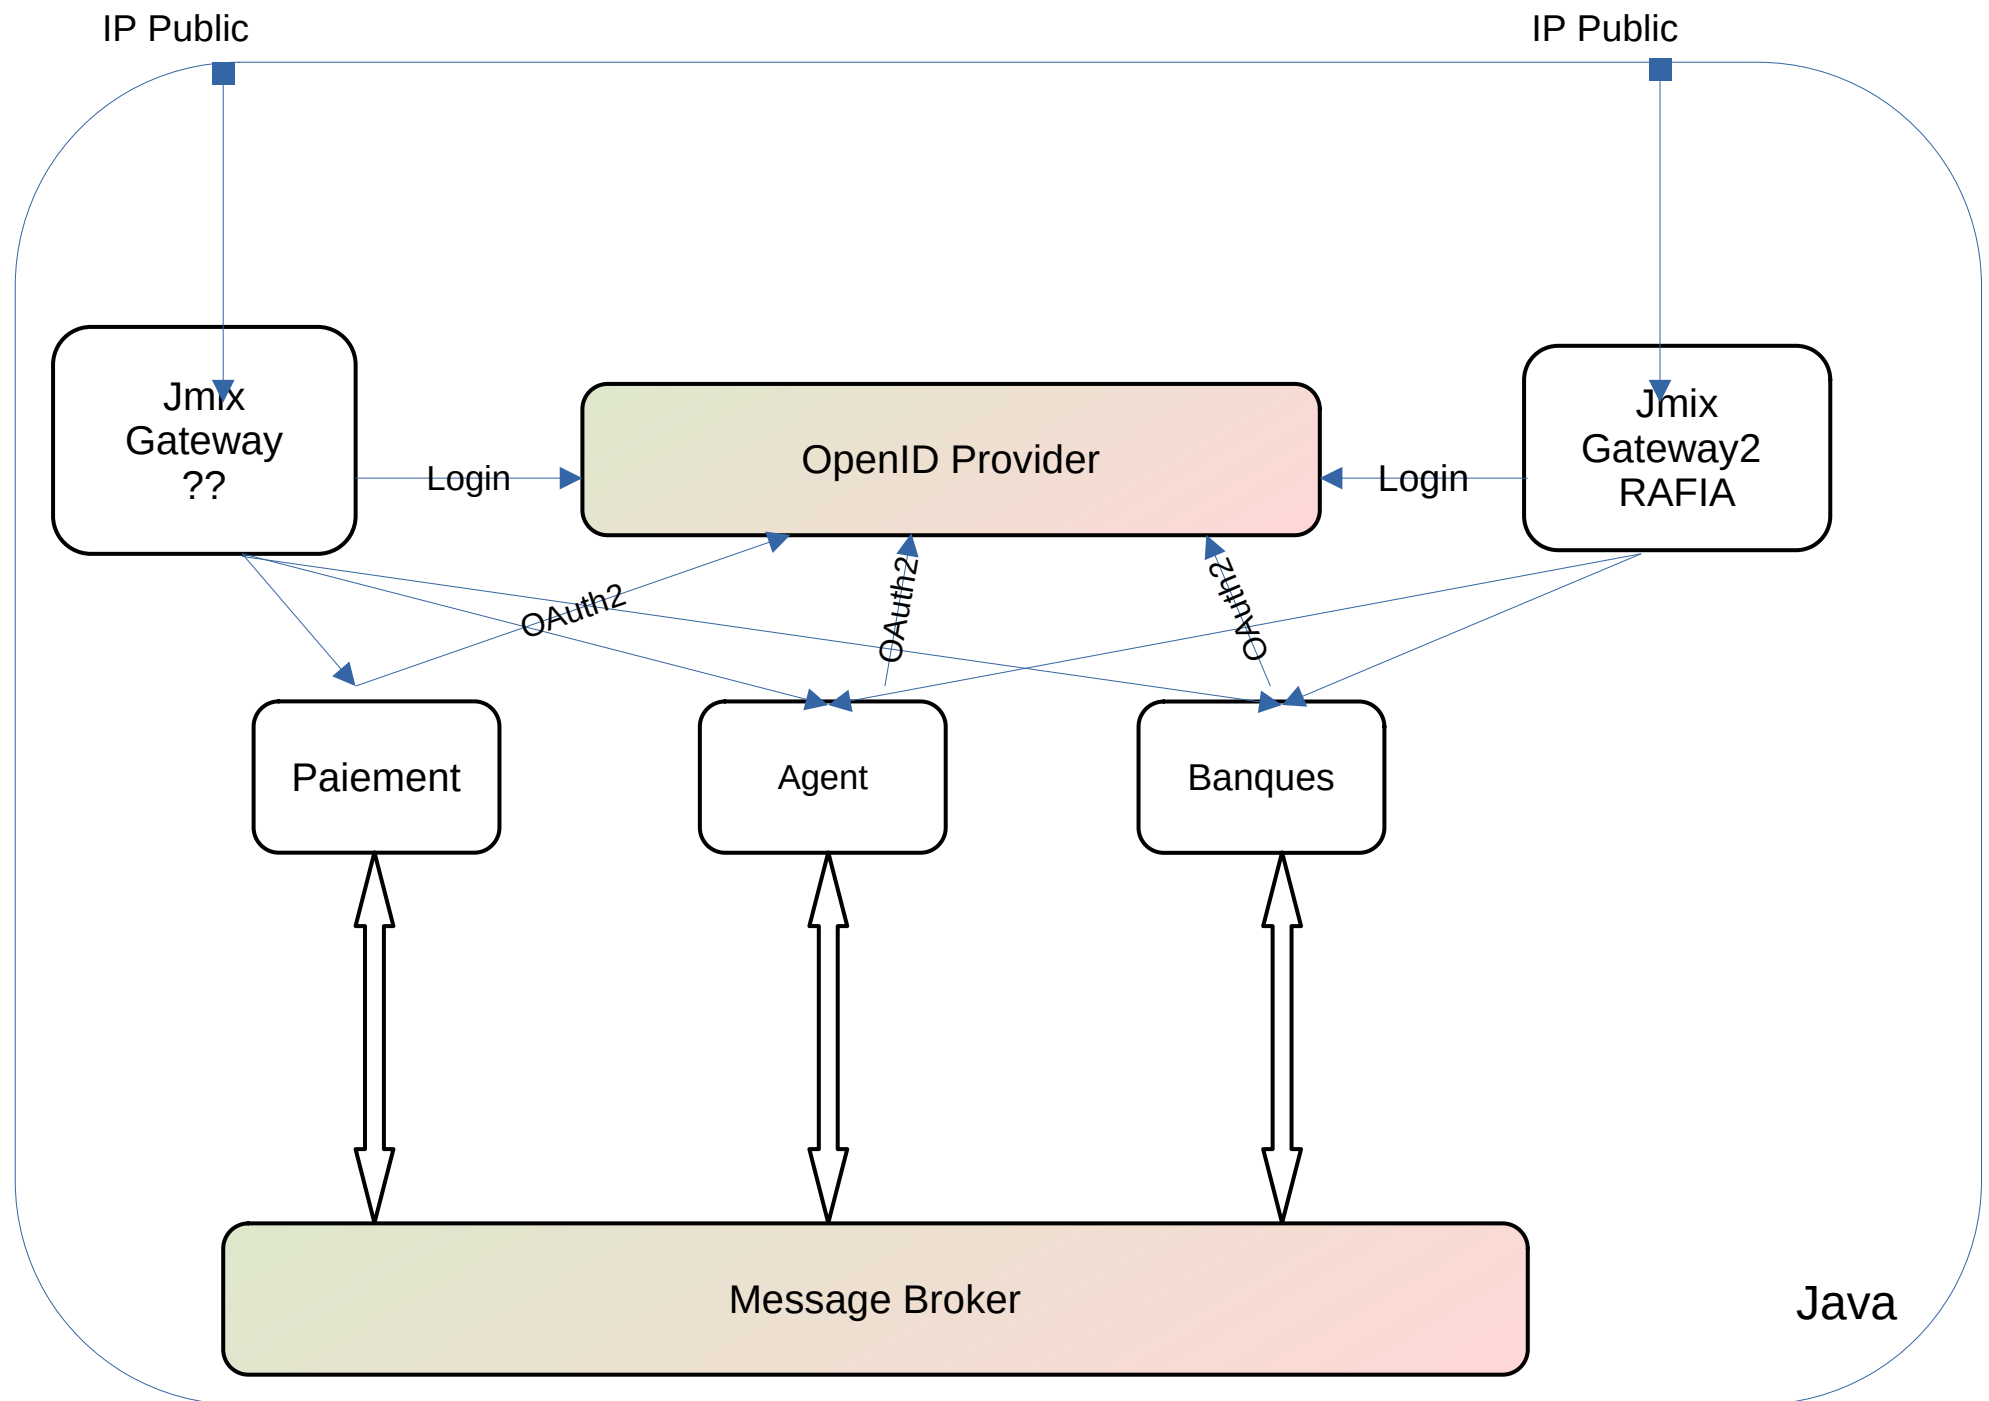 IP Public
IP Public
Jmix
Gateway
??
Jmix
Gateway2
RAFIA
OpenID Provider
Login
Login
OAuth2
OAuth2
OAuth2
Paiement
Agent
Banques
Message Broker
Java